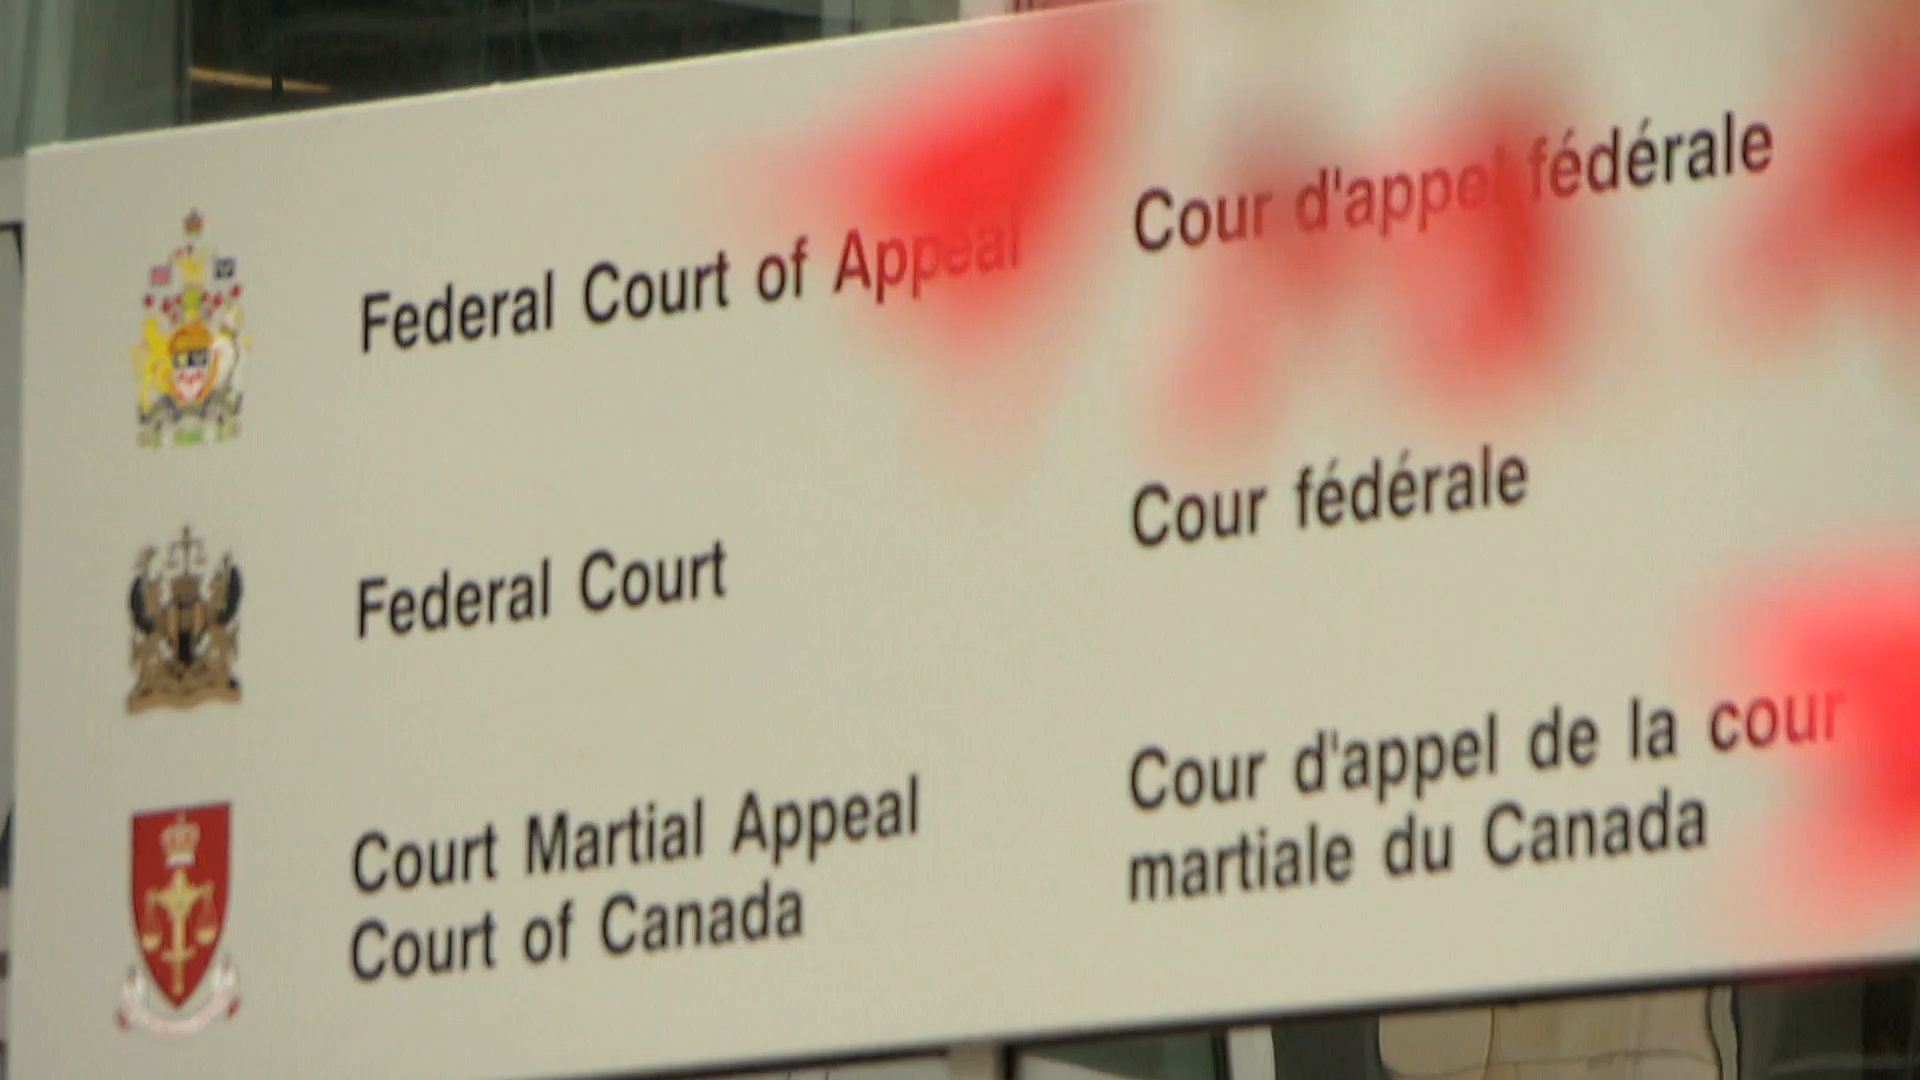 Federal Court of Appeal
Cour d'appel fédérale
Federal Court
Cour fédérale
Court Martial Appeal
Court of Canada
Cour d'appel de la cour
martiale du Canada